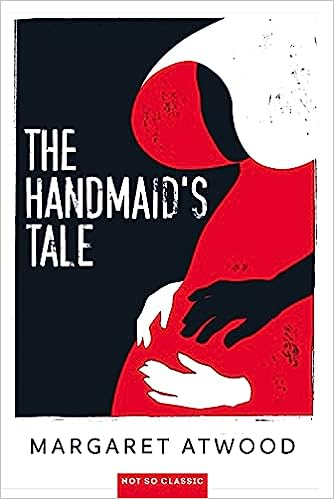 THE
HANDMAID'S
TALE
MARGARET ATWOOD
NOT SO CLASSIC